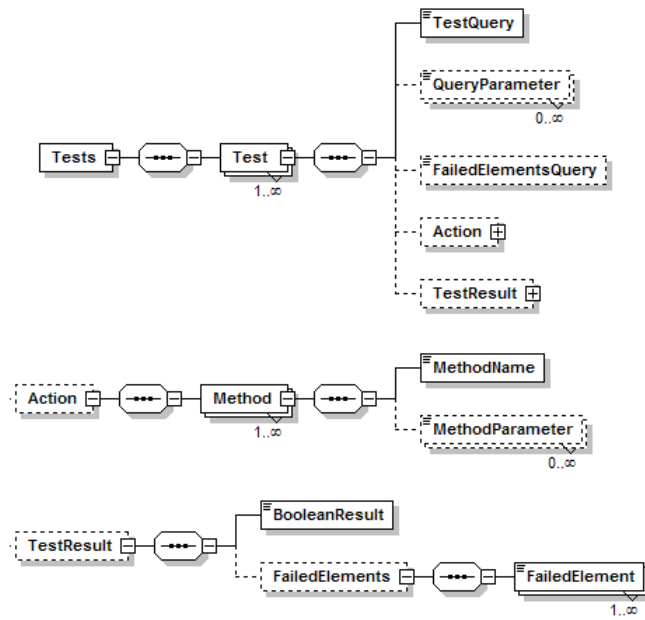 TestQuery
QueryParameter
0..∞
Tests
Test
1..∞
FailedElementsQuery
Action
TestResult
Action
Method
1..∞
MethodName
MethodParameter
0..∞
TestResult
BooleanResult
FailedElements
FailedElement
1..∞